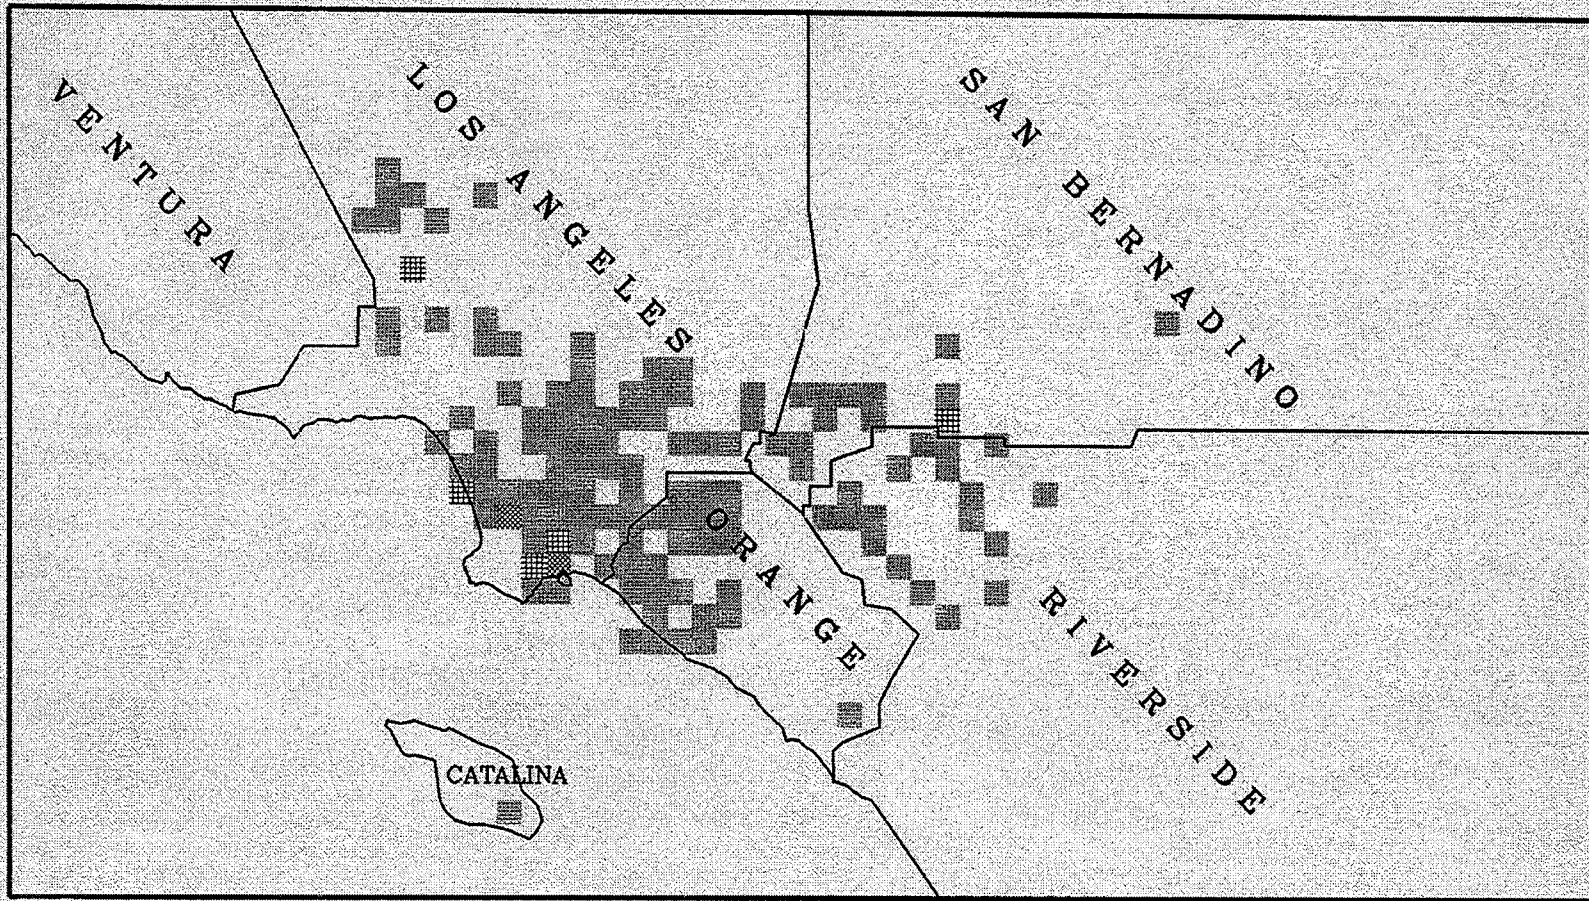 VENTURA
LOS ANGELES
SAN BERNADINO
ORANGE
RIVERSIDE
CATALINA